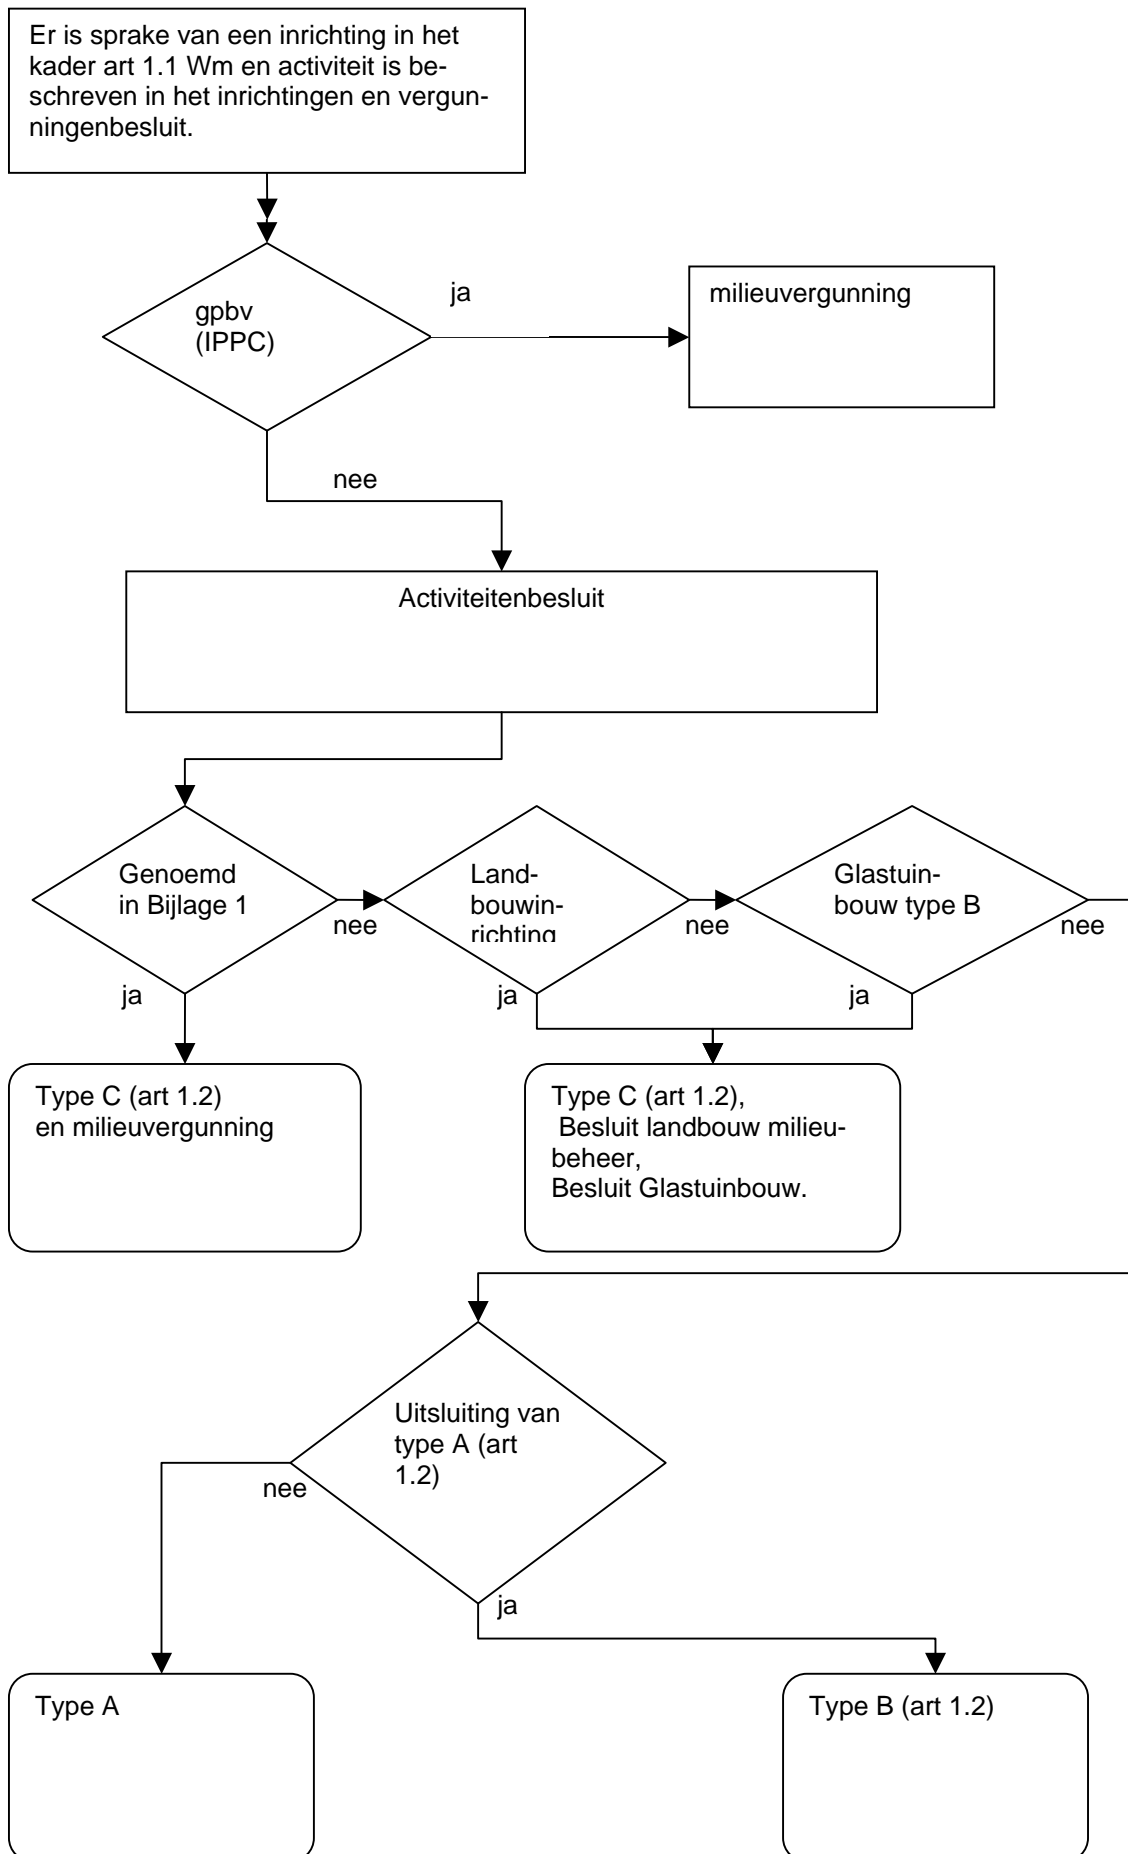 Er is sprake van een inrichting in het
kader art 1.1 Wm en activiteit is be-
schreven in het inrichtingen en vergun-
ningenbesluit.
gpbv
(IPPC)
ja
milieuvergunning
nee
Activiteitenbesluit
Genoemd
in Bijlage 1
nee
ja
Land-
bouwin-
richting
nee
ja
Glastuin-
bouw type B
nee
ja
Type C (art 1.2)
en milieuvergunning
Type C (art 1.2),
Besluit landbouw milieu-
beheer,
Besluit Glastuinbouw.
Uitsluiting van
type A (art
1.2)
nee
ja
Type A
Type B (art 1.2)